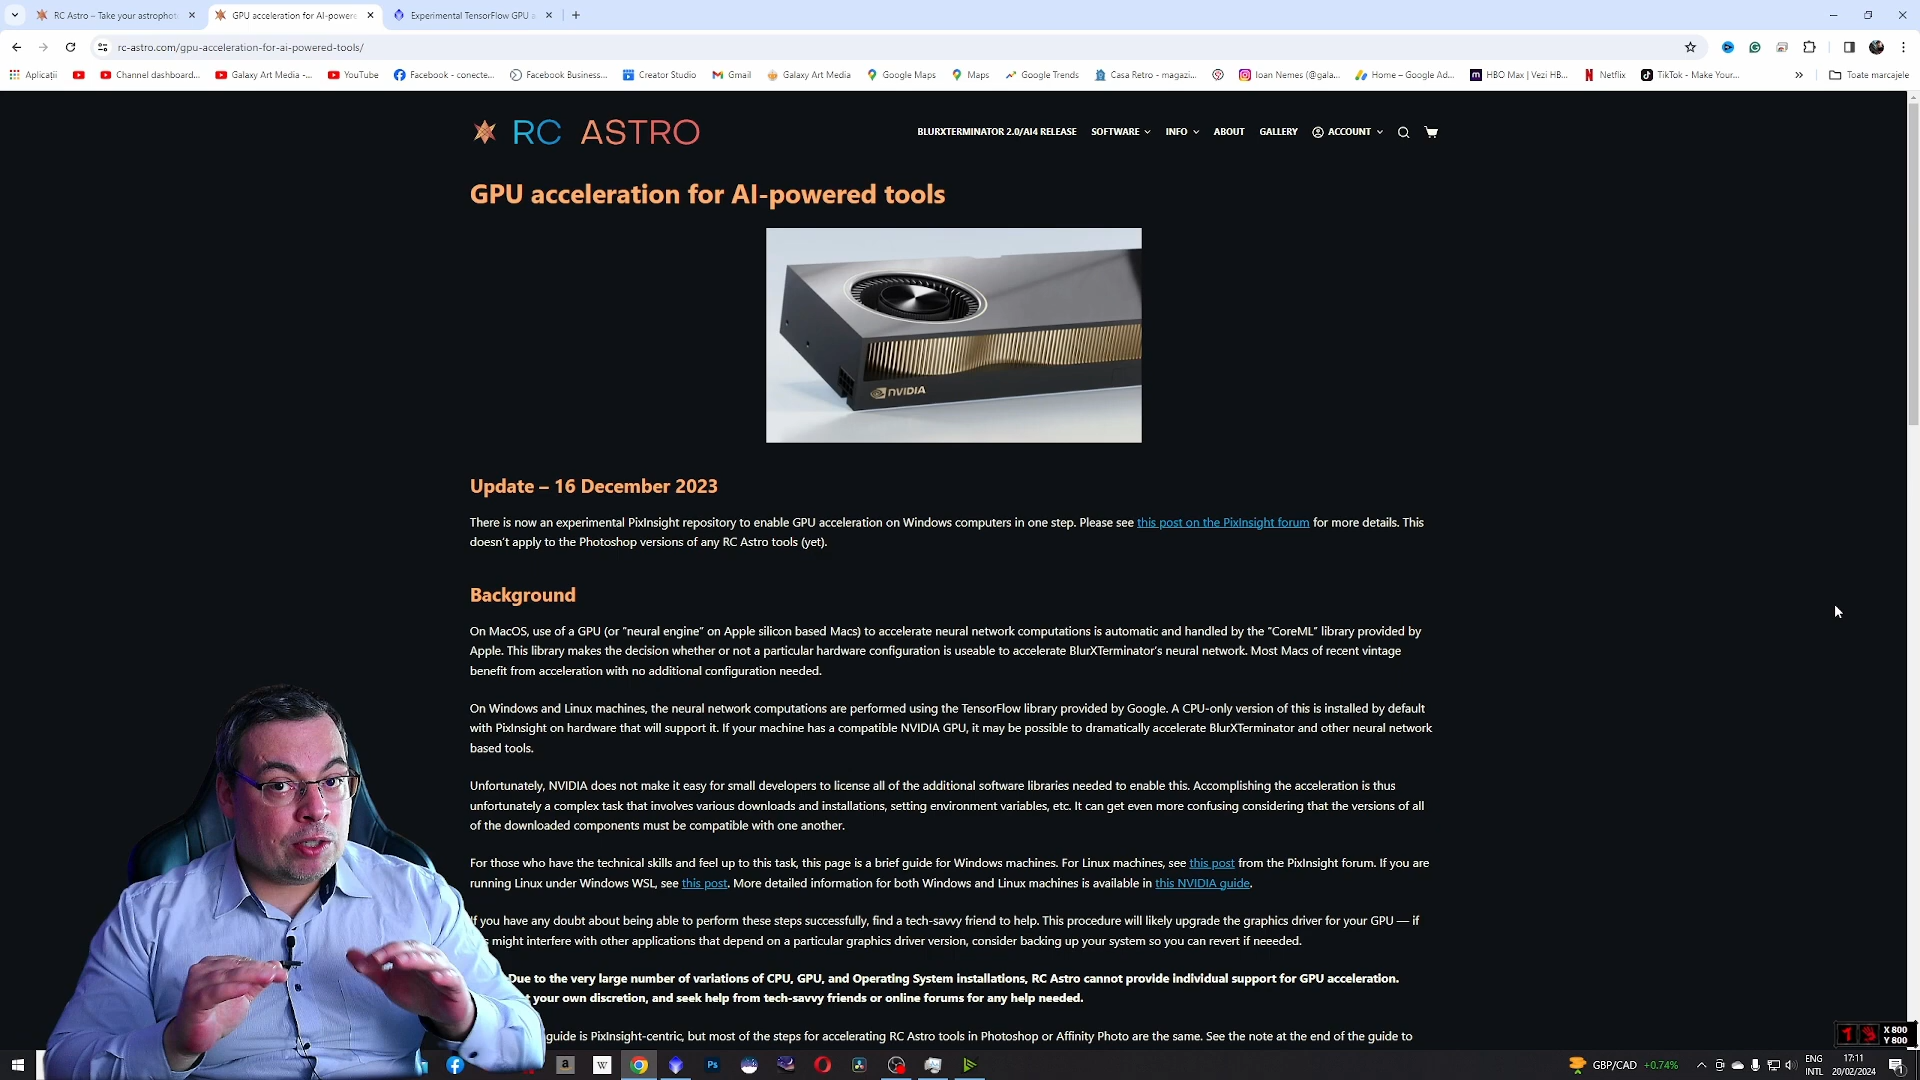 RC Astro – Take your astrophot
GPU acceleration for AI-powere
Experimental TensorFlow GPU a
rc-astro.com/gpu-acceleration-for-ai-powered-tools/
Aplicații
Channel dashboard...
Galaxy Art Media -...
YouTube
Facebook - conecte...
Facebook Business...
Creator Studio
Gmail
Galaxy Art Media
Google Maps
Maps
Google Trends
Casa Retro - magazi...
Ioan Nemes (@gala...
Home – Google Ad...
HBO Max | Vezi HB...
Netflix
TikTok - Make Your...
Toate marcajele
RC ASTRO
BLURXTERMINATOR 2.0/AI4 RELEASE SOFTWARE INFO ABOUT GALLERY ACCOUNT
GPU acceleration for AI-powered tools
NVIDIA
Update – 16 December 2023
There is now an experimental PixInsight repository to enable GPU acceleration on Windows computers in one step. Please see this post on the PixInsight forum for more details. This
doesn't apply to the Photoshop versions of any RC Astro tools (yet).
Background
On MacOS, use of a GPU (or "neural engine" on Apple silicon based Macs) to accelerate neural network computations is automatic and handled by the "CoreML" library provided by
Apple. This library makes the decision whether or not a particular hardware configuration is useable to accelerate BlurXTerminator's neural network. Most Macs of recent vintage
benefit from acceleration with no additional configuration needed.
On Windows and Linux machines, the neural network computations are performed using the TensorFlow library provided by Google. A CPU-only version of this is installed by default
with PixInsight on hardware that will support it. If your machine has a compatible NVIDIA GPU, it may be possible to dramatically accelerate BlurXTerminator and other neural network
based tools.
Unfortunately, NVIDIA does not make it easy for small developers to license all of the additional software libraries needed to enable this. Accomplishing the acceleration is thus
unfortunately a complex task that involves various downloads and installations, setting environment variables, etc. It can get even more confusing considering that the versions of all
of the downloaded components must be compatible with one another.
For those who have the technical skills and feel up to this task, this page is a brief guide for Windows machines. For Linux machines, see this post from the PixInsight forum. If you are
running Linux under Windows WSL, see this post. More detailed information for both Windows and Linux machines is available in this NVIDIA guide.
If you have any doubt about being able to perform these steps successfully, find a tech-savvy friend to help. This procedure will likely upgrade the graphics driver for your GPU — if
might interfere with other applications that depend on a particular graphics driver version, consider backing up your system so you can revert if neeeded.
Due to the very large number of variations of CPU, GPU, and Operating System installations, RC Astro cannot provide individual support for GPU acceleration.
your own discretion, and seek help from tech-savvy friends or online forums for any help needed.
guide is PixInsight-centric, but most of the steps for accelerating RC Astro tools in Photoshop or Affinity Photo are the same. See the note at the end of the guide to
1
X 800
Y 800
a
W
Ps
GBP/CAD +0.74%
ENG
INTL
17:11
20/02/2024
1